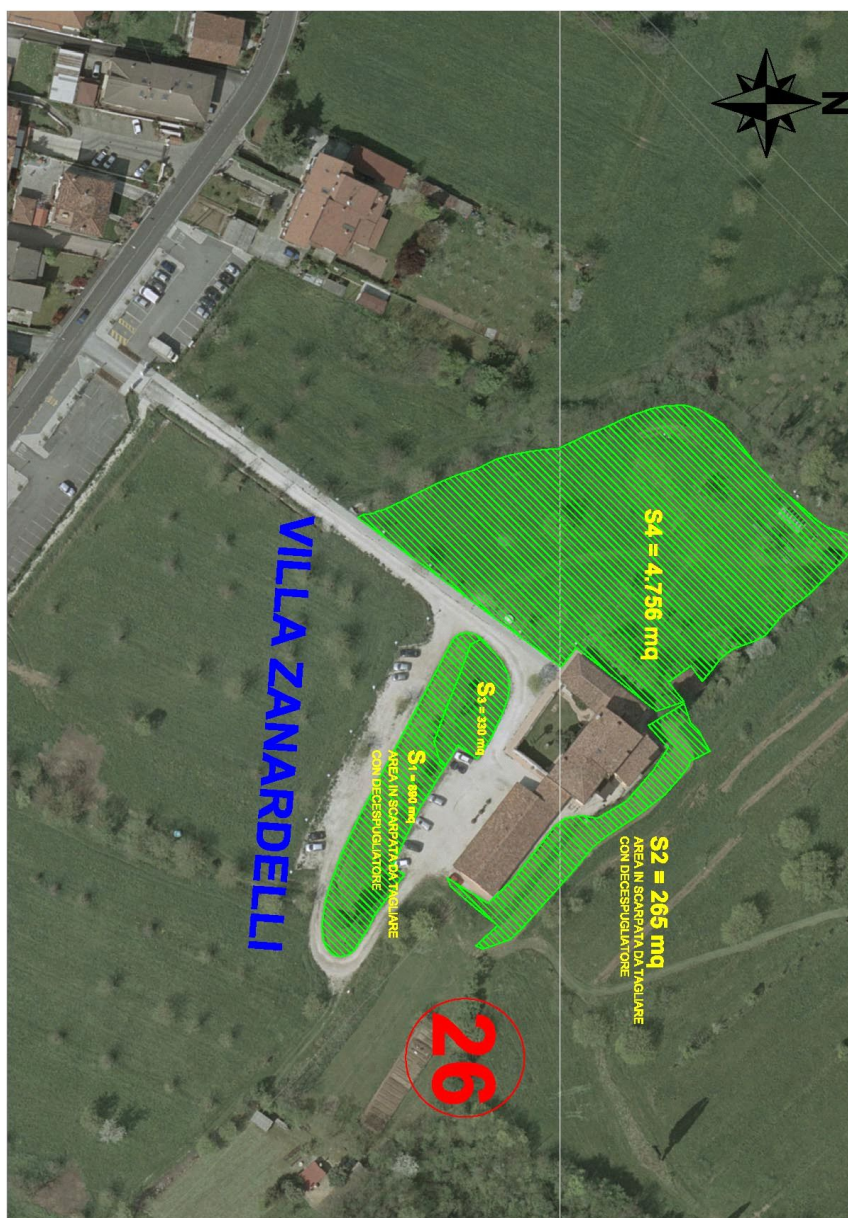 N
S4 = 4.756 mq
S2 = 265 mq
AREA IN SCARPATA DA TAGLIARE
CON DECESPUGLIATORE
S3 = 330 mq
S1 = 890 mq
AREA IN SCARPATA DA TAGLIARE
CON DECESPUGLIATORE
VILLA ZANARDELLI
26